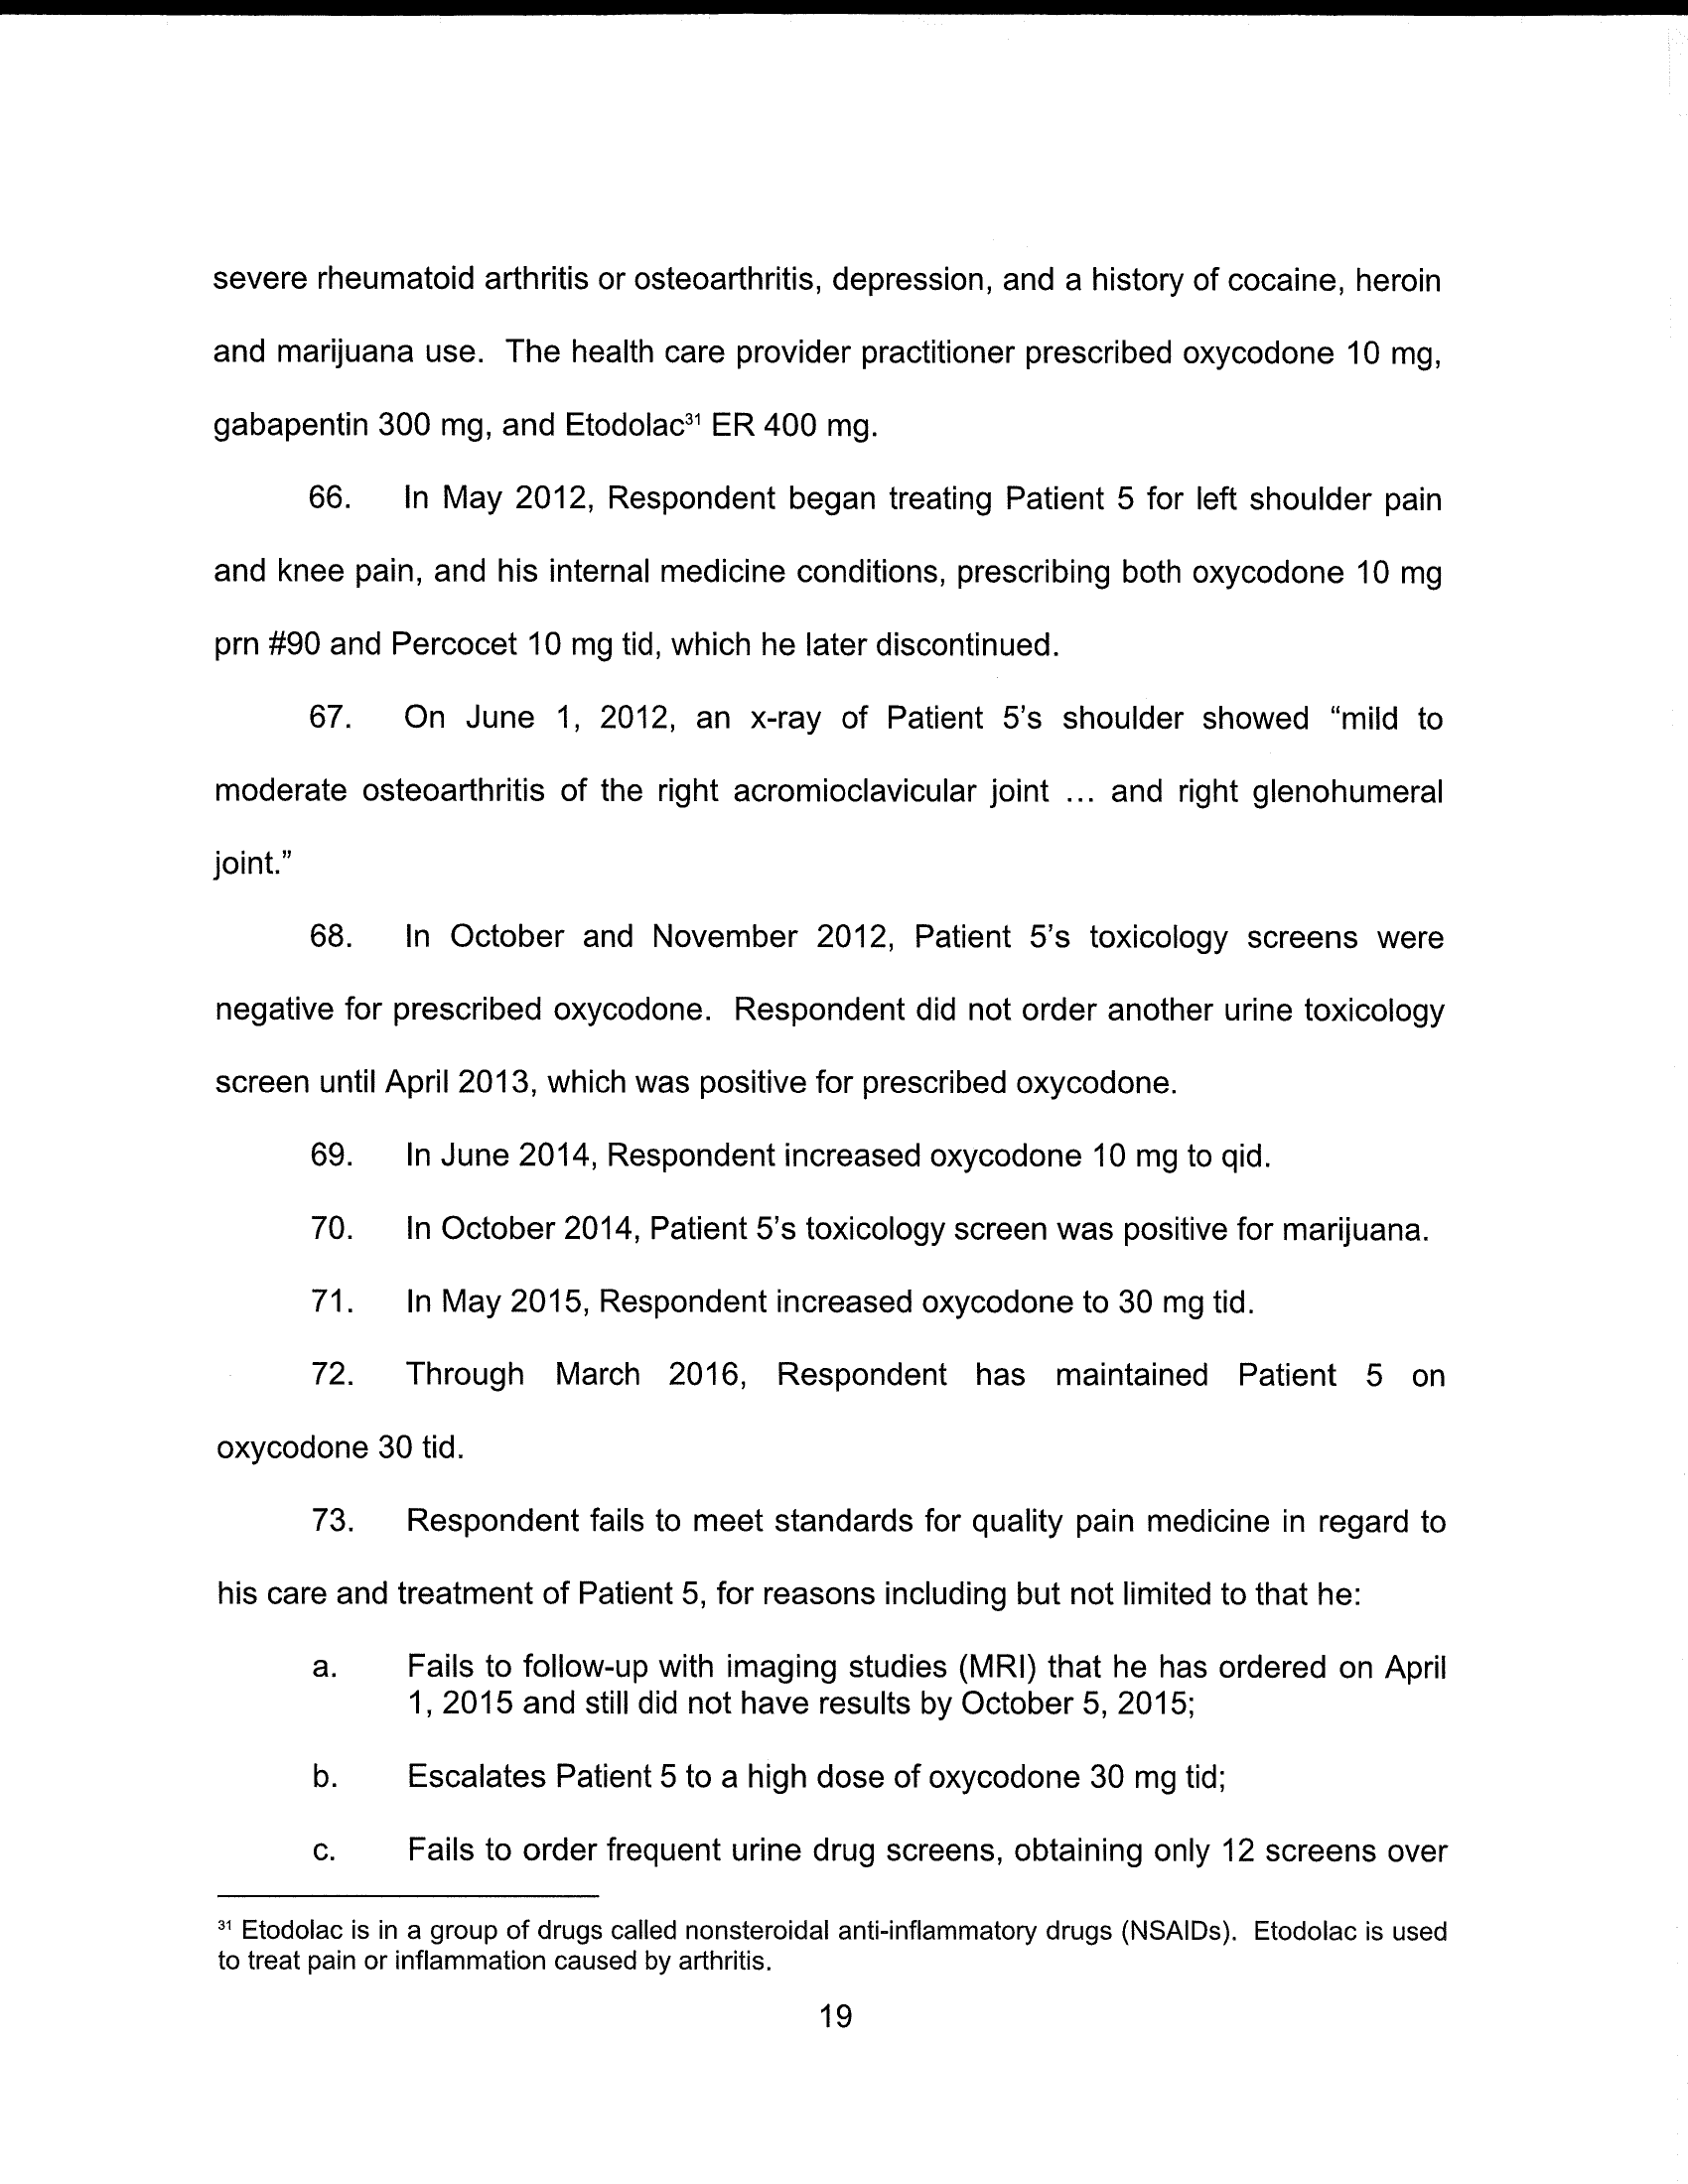 severe rheumatoid arthritis or osteoarthritis, depression, and a history of cocaine, heroin
and marijuana use. The health care provider practitioner prescribed oxycodone 10 mg,
gabapentin 300 mg, and Etodolac³¹ ER 400 mg.
66. In May 2012, Respondent began treating Patient 5 for left shoulder pain
and knee pain, and his internal medicine conditions, prescribing both oxycodone 10 mg
prn #90 and Percocet 10 mg tid, which he later discontinued.
67. On June 1, 2012, an x-ray of Patient 5's shoulder showed “mild to
moderate osteoarthritis of the right acromioclavicular joint ... and right glenohumeral
joint.”
68. In October and November 2012, Patient 5's toxicology screens were
negative for prescribed oxycodone. Respondent did not order another urine toxicology
screen until April 2013, which was positive for prescribed oxycodone.
69. In June 2014, Respondent increased oxycodone 10 mg to qid.
70. In October 2014, Patient 5's toxicology screen was positive for marijuana.
71. In May 2015, Respondent increased oxycodone to 30 mg tid.
72. Through March 2016, Respondent has maintained Patient 5 on
oxycodone 30 tid.
73. Respondent fails to meet standards for quality pain medicine in regard to
his care and treatment of Patient 5, for reasons including but not limited to that he:
a. Fails to follow-up with imaging studies (MRI) that he has ordered on April
1, 2015 and still did not have results by October 5, 2015;
b. Escalates Patient 5 to a high dose of oxycodone 30 mg tid;
c. Fails to order frequent urine drug screens, obtaining only 12 screens over
³¹ Etodolac is in a group of drugs called nonsteroidal anti-inflammatory drugs (NSAIDs). Etodolac is used
to treat pain or inflammation caused by arthritis.
19